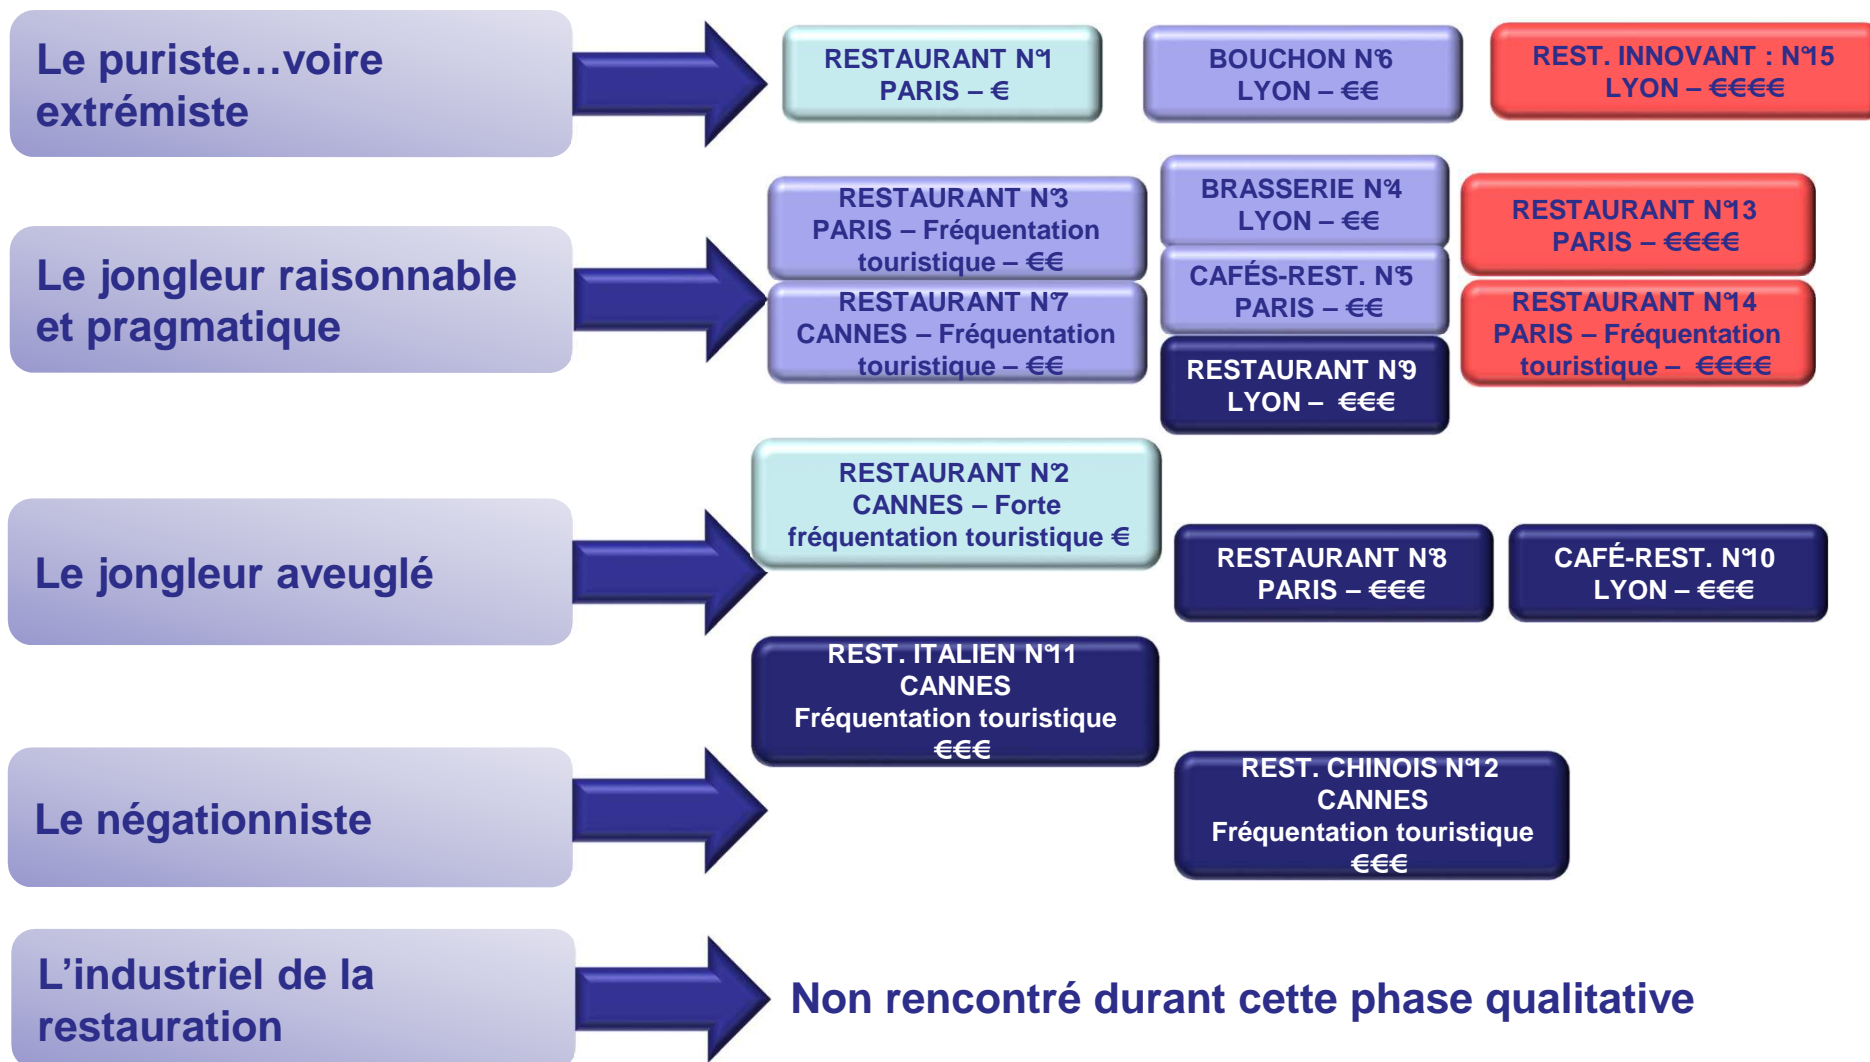 Le puriste…voire
extrémiste
RESTAURANT N°1
PARIS – €
BOUCHON N°6
LYON – €€
REST. INNOVANT : N°15
LYON – €€€€
Le jongleur raisonnable
et pragmatique
RESTAURANT N°3
PARIS – Fréquentation
touristique – €€
RESTAURANT N°7
CANNES – Fréquentation
touristique – €€
BRASSERIE N°4
LYON – €€
CAFÉS-REST. N°5
PARIS – €€
RESTAURANT N°9
LYON – €€€
RESTAURANT N°13
PARIS – €€€€
RESTAURANT N°14
PARIS – Fréquentation
touristique – €€€€
Le jongleur aveuglé
RESTAURANT N°2
CANNES – Forte
fréquentation touristique €
RESTAURANT N°8
PARIS – €€€
CAFÉ-REST. N°10
LYON – €€€
REST. ITALIEN N°11
CANNES
Fréquentation touristique
€€€
Le négationniste
REST. CHINOIS N°12
CANNES
Fréquentation touristique
€€€
L’industriel de la
restauration
Non rencontré durant cette phase qualitative